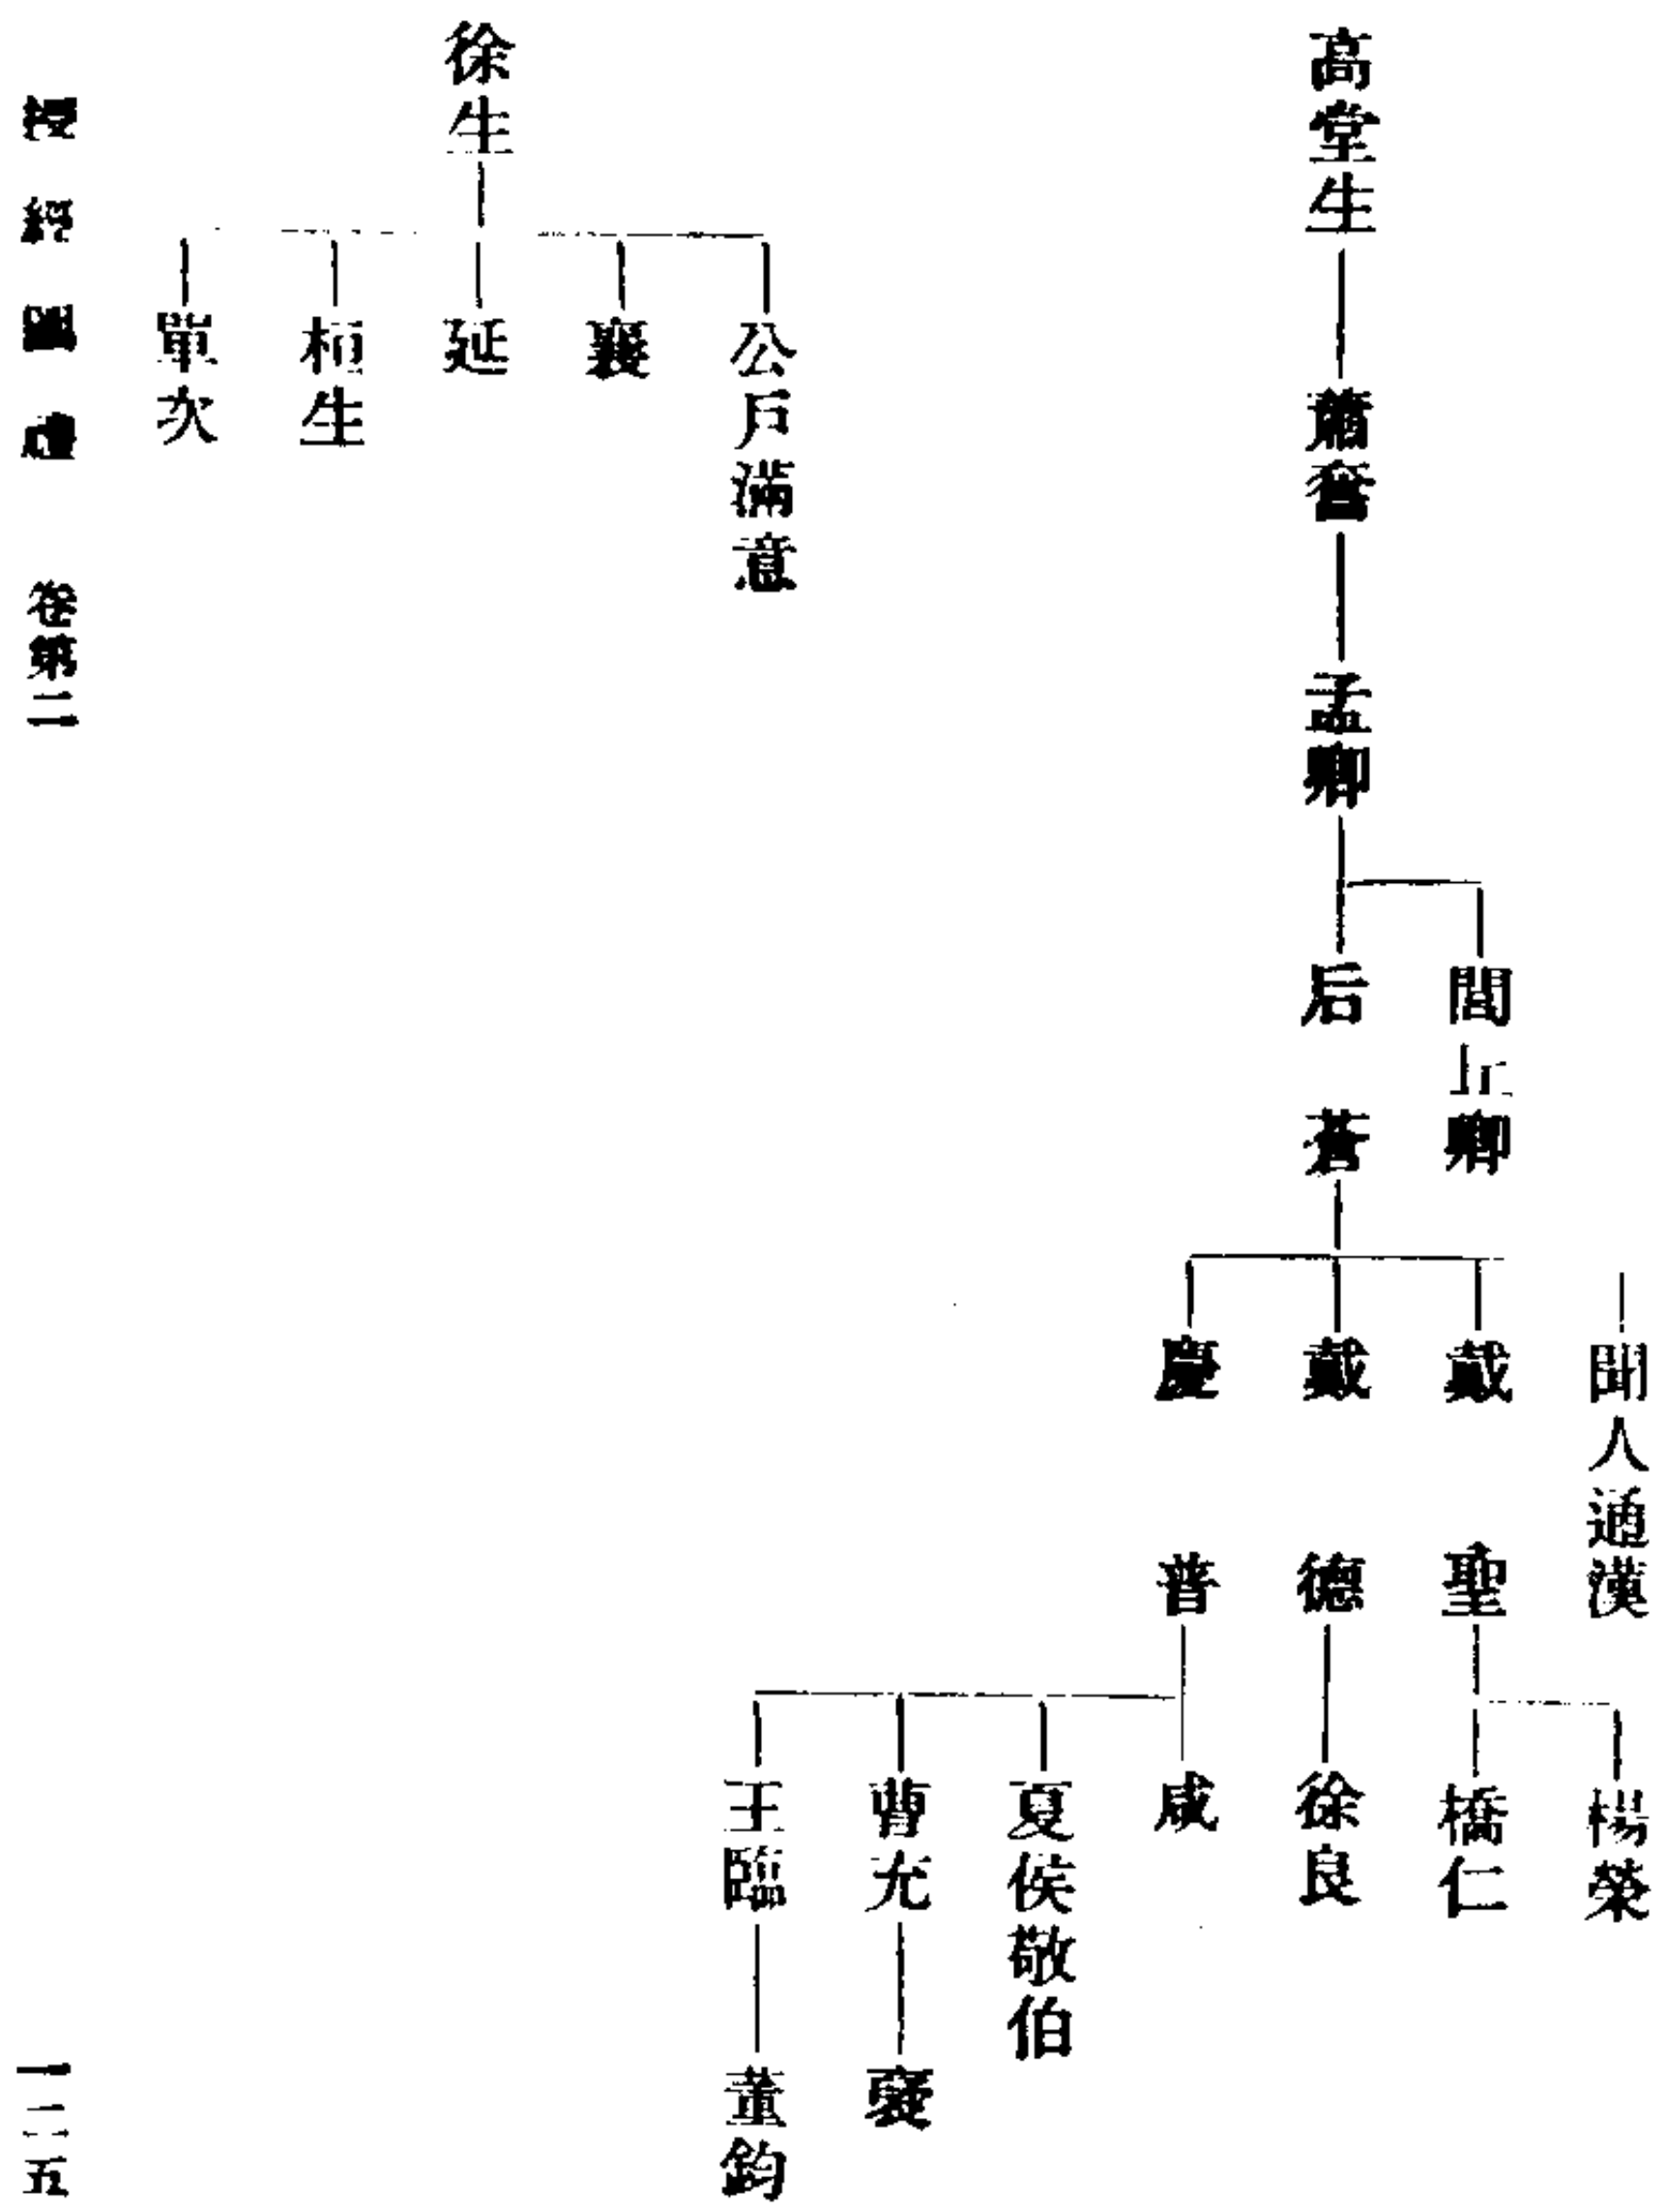 高堂生
蕭奮
孟卿
閭丘卿
后蒼
聞人通漢
戴聖
戴德
慶普
楊榮
橋仁
徐良
咸
夏侯敬伯
曹充
王臨
褒
董鈞
徐生
公戶滿意
襄
延
栢生
單次
授經圖 禮 卷第二
一二五